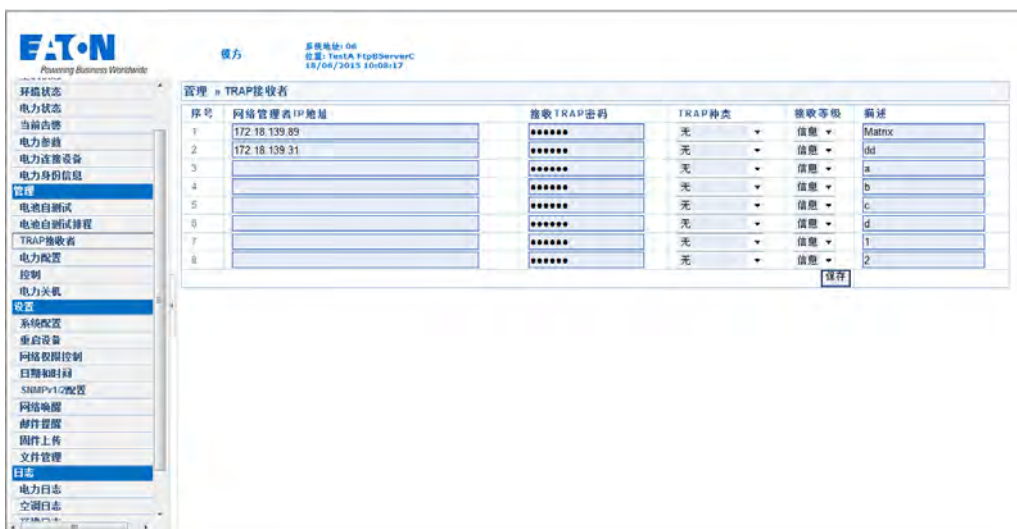 EATON
Powering Business Worldwide
模方
系统地址: 06
位置: TestA FtpBServerC
18/06/2015 10:08:17
环境状态
电力状态
当前告警
电力参数
电力连接设备
电力身份信息
管理
电池自测试
电池自测试排程
TRAP接收者
电力配置
控制
电力关机
设置
系统配置
重启设备
网络权限控制
日期和时间
SNMPv1/2配置
网络唤醒
邮件提醒
固件上传
文件管理
日志
电力日志
空调日志
管理 » TRAP接收者
序号 网络管理者IP地址 接收TRAP密码 TRAP种类 接收等级 描述
1 172.18.139.89 ●●●●●● 无 信息 Matrix
2 172.18.139.31 ●●●●●● 无 信息 dd
3 ●●●●●● 无 信息 a
4 ●●●●●● 无 信息 b
5 ●●●●●● 无 信息 c
6 ●●●●●● 无 信息 d
7 ●●●●●● 无 信息 1
8 ●●●●●● 无 信息 2
保存